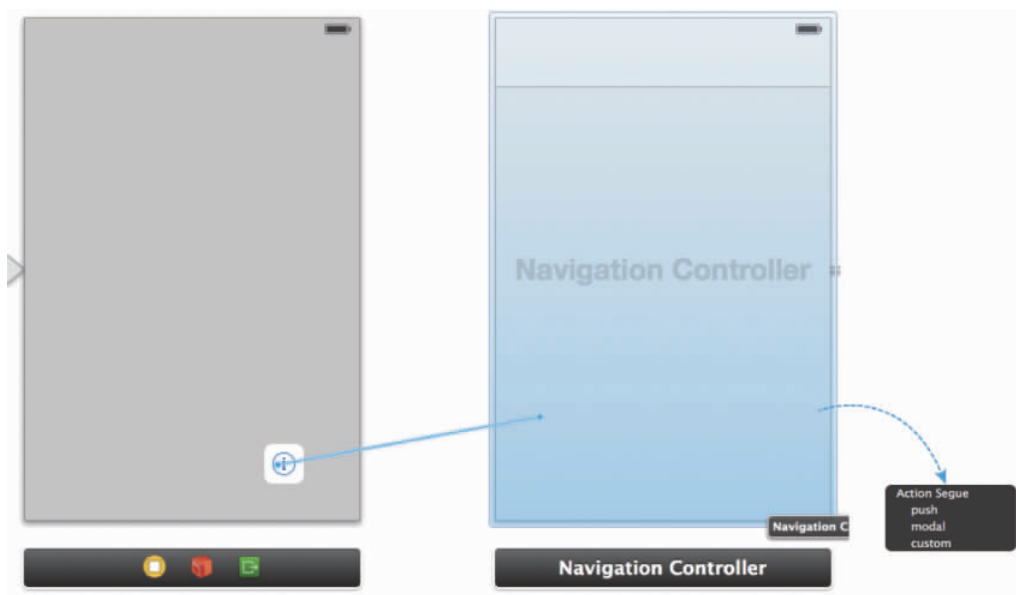 Navigation Controller
Navigation C
Action Segue
push
modal
custom
Navigation Controller